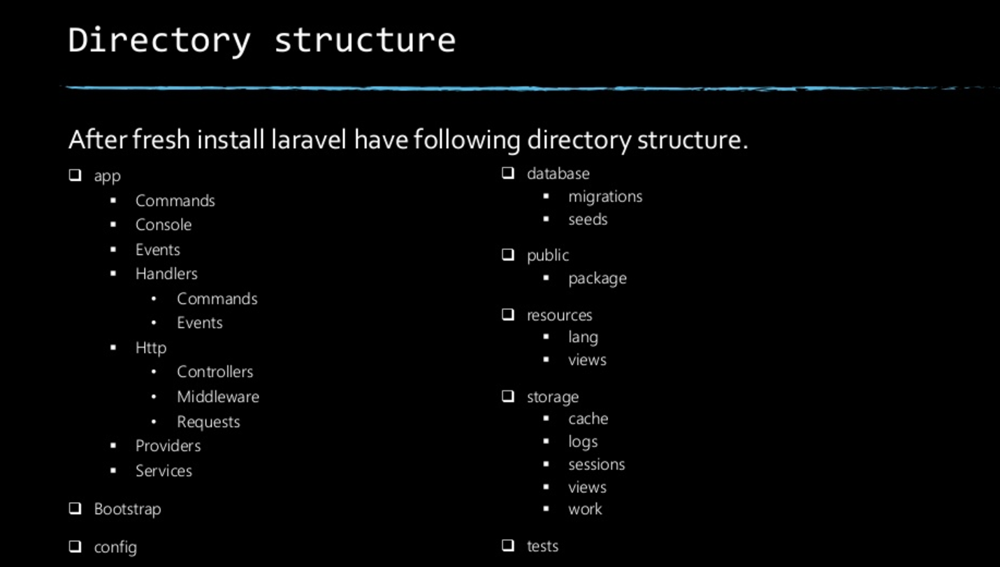 Directory structure
After fresh install laravel have following directory structure.
app
Commands
Console
Events
Handlers
Commands
Events
Http
Controllers
Middleware
Requests
Providers
Services
Bootstrap
config
database
migrations
seeds
public
package
resources
lang
views
storage
cache
logs
sessions
views
work
tests